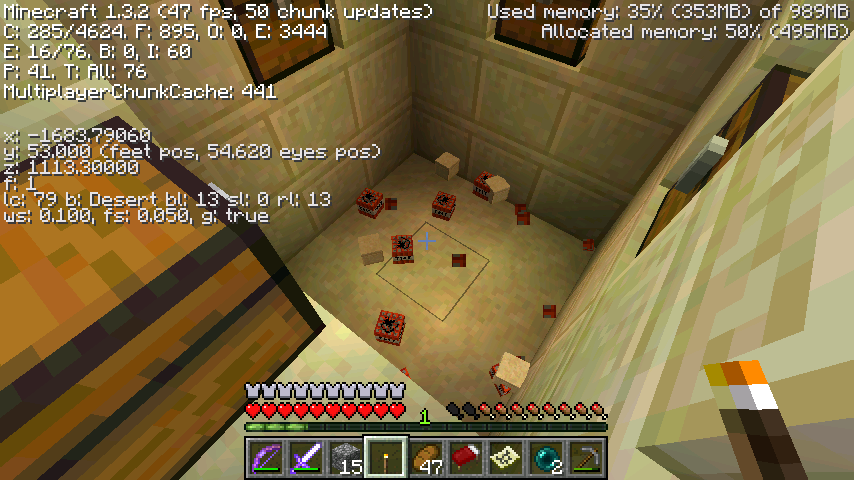 Minecraft 1.3.2 (47 fps, 50 chunk updates)
C: 285/4624, F: 895, O: 0, E: 3444
E: 16/76, B: 0, I: 60
P: 41. T: All: 76
MultiplayerChunkCache: 441
x: -1683.79060
y: 53.000 (feet pos, 54.620 eyes pos)
z: 1113.30000
f: 1
lc: 79 b: Desert bl: 13 sl: 0 rl: 13
ws: 0.100, fs: 0.050, g: true
Used memory: 35% (353MB) of 989MB
Allocated memory: 50% (495MB)
1
15
47
2